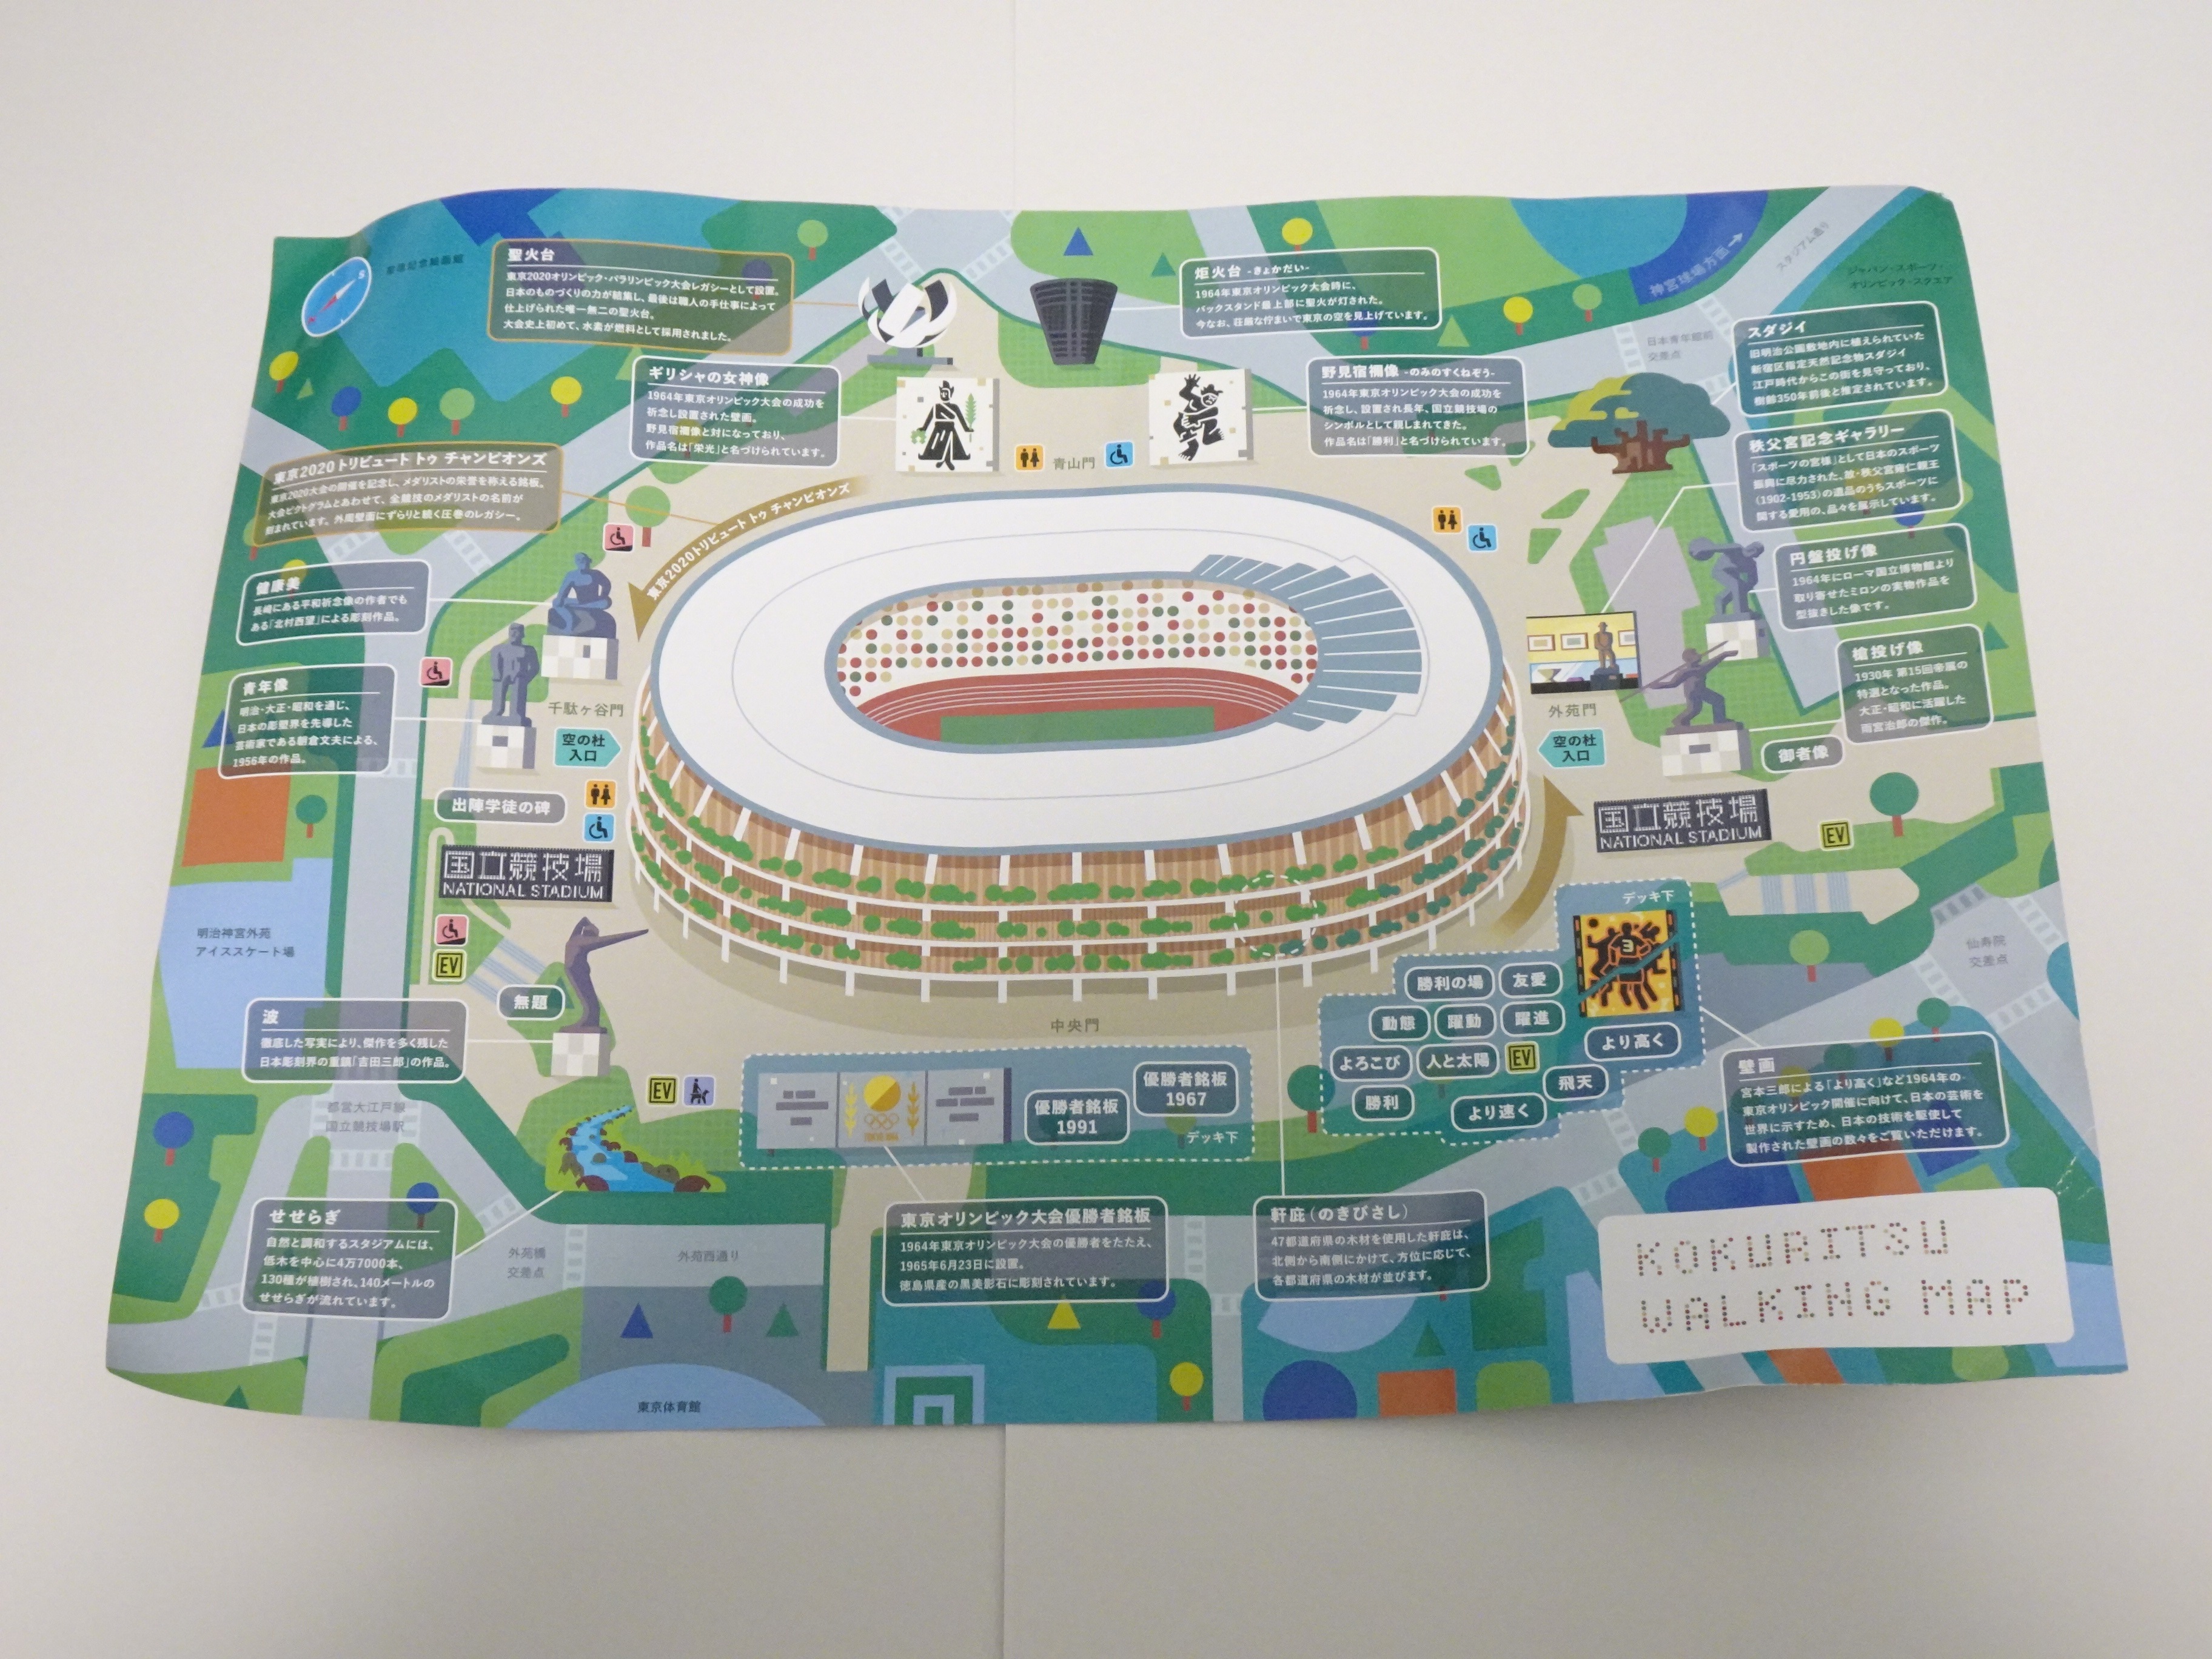 聖火台
東京2020オリンピック・パラリンピック大会レガシーとして設置。
日本のものづくりの力が結集し、最後は職人の手仕事によって
仕上げられた唯一無二の聖火台。
大会史上初めて、水素が燃料として採用されました。
炬火台 -きょかだい-
1964年東京オリンピック大会時に、
バックスタンド最上部に聖火が灯された。
今なお、荘厳な佇まいで東京の空を見上げています。
神宮球場方面→
スタジアム通り
ジャパン・スポーツ・
オリンピック・スクエア
日本青年館前
交差点
スダジイ
旧明治公園敷地内に植えられていた
新宿区指定天然記念物スダジイ
江戸時代からこの街を見守っており、
樹齢350年前後と推定されています。
ギリシャの女神像
1964年東京オリンピック大会の成功を
祈念し設置された壁画。
野見宿禰像と対になっており、
作品名は「栄光」と名づけられています。
野見宿禰像 -のみのすくねぞう-
1964年東京オリンピック大会の成功を
祈念し、設置され長年、国立競技場の
シンボルとして親しまれてきた。
作品名は「勝利」と名づけられています。
青山門
秩父宮記念ギャラリー
「スポーツの宮様」として日本のスポーツ
振興に尽力された、故・秩父宮雍仁親王
(1902-1953)の遺品のうちスポーツに
関する愛用の、品々を展示しています。
東京2020 トリビュート トゥ チャンピオンズ
東京2020大会の開催を記念し、メダリストの栄誉を称える銘板。
大会ピクトグラムとあわせて、全競技のメダリストの名前が
刻まれています。外周壁面にずらりと続く圧巻のレガシー。
東京2020トリビュート トゥ チャンピオンズ
円盤投げ像
1964年にローマ国立博物館より
取り寄せたミロンの実物作品を
型抜きした像です。
健康美
長崎にある平和祈念像の作者でも
ある「北村西望」による彫刻作品。
槍投げ像
1930年 第15回帝展の
特選となった作品。
大正・昭和に活躍した
雨宮治郎の傑作。
青年像
明治・大正・昭和を通じ、
日本の彫塑界を先導した
芸術家である朝倉文夫による、
1956年の作品。
千駄ヶ谷門
空の杜
入口
外苑門
空の杜
入口
御者像
出陣学徒の碑
国立競技場
NATIONAL STADIUM
国立競技場
NATIONAL STADIUM
EV
EV
明治神宮外苑
アイススケート場
無題
波
徹底した写実により、傑作を多く残した
日本彫刻界の重鎮「吉田三郎」の作品。
中央門
デッキ下
3
勝利の場
友愛
動態
躍動
躍進
よろこび
人と太陽
EV
より高く
勝利
より速く
飛天
仙寿院
交差点
壁画
宮本三郎による「より高く」など1964年の
東京オリンピック開催に向けて、日本の芸術を
世界に示すため、日本の技術を駆使して
製作された壁画の数々をご覧いただけます。
EV
優勝者銘板
1991
優勝者銘板
1967
デッキ下
都営大江戸線
国立競技場駅
せせらぎ
自然と調和するスタジアムには、
低木を中心に4万7000本、
130種が植樹され、140メートルの
せせらぎが流れています。
外苑橋
交差点
外苑西通り
東京オリンピック大会優勝者銘板
1964年東京オリンピック大会の優勝者をたたえ、
1965年6月23日に設置。
徳島県産の黒美影石に彫刻されています。
軒庇(のきびさし)
47都道府県の木材を使用した軒庇は、
北側から南側にかけて、方位に応じて、
各都道府県の木材が並びます。
東京体育館
KOKURITSU
WALKING MAP